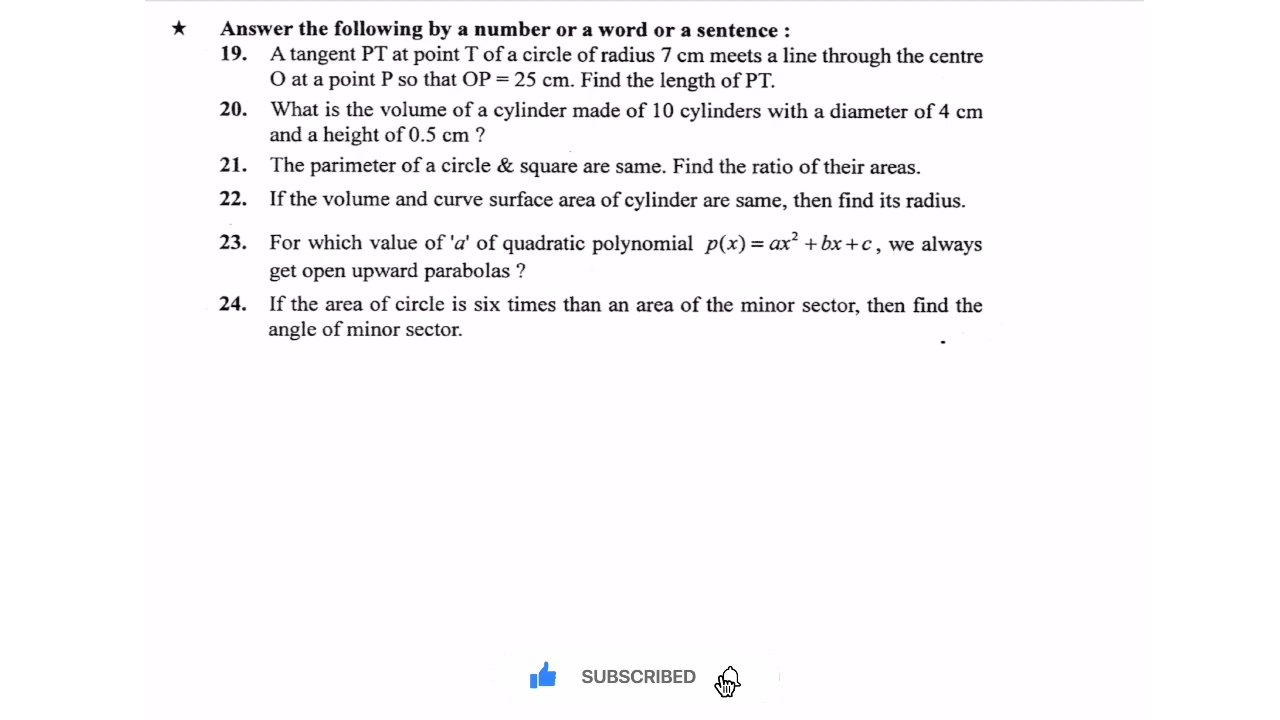 ★ Answer the following by a number or a word or a sentence :
19. A tangent PT at point T of a circle of radius 7 cm meets a line through the centre
O at a point P so that OP = 25 cm. Find the length of PT.
20. What is the volume of a cylinder made of 10 cylinders with a diameter of 4 cm
and a height of 0.5 cm ?
21. The parimeter of a circle & square are same. Find the ratio of their areas.
22. If the volume and curve surface area of cylinder are same, then find its radius.
23. For which value of 'a' of quadratic polynomial p(x) = ax² + bx + c , we always
get open upward parabolas ?
24. If the area of circle is six times than an area of the minor sector, then find the
angle of minor sector.
SUBSCRIBED